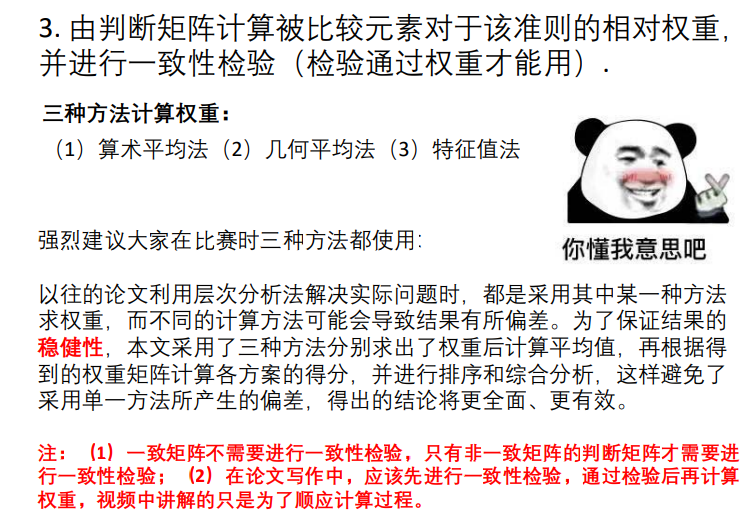 3. 由判断矩阵计算被比较元素对于该准则的相对权重，
并进行一致性检验（检验通过权重才能用）.
三种方法计算权重：
（1）算术平均法（2）几何平均法（3）特征值法
强烈建议大家在比赛时三种方法都使用：
你懂我意思吧
以往的论文利用层次分析法解决实际问题时，都是采用其中某一种方法
求权重，而不同的计算方法可能会导致结果有所偏差。为了保证结果的
稳健性，本文采用了三种方法分别求出了权重后计算平均值，再根据得
到的权重矩阵计算各方案的得分，并进行排序和综合分析，这样避免了
采用单一方法所产生的偏差，得出的结论将更全面、更有效。
注：（1）一致矩阵不需要进行一致性检验，只有非一致矩阵的判断矩阵才需要进
行一致性检验；（2）在论文写作中，应该先进行一致性检验，通过检验后再计算
权重，视频中讲解的只是为了顺应计算过程。